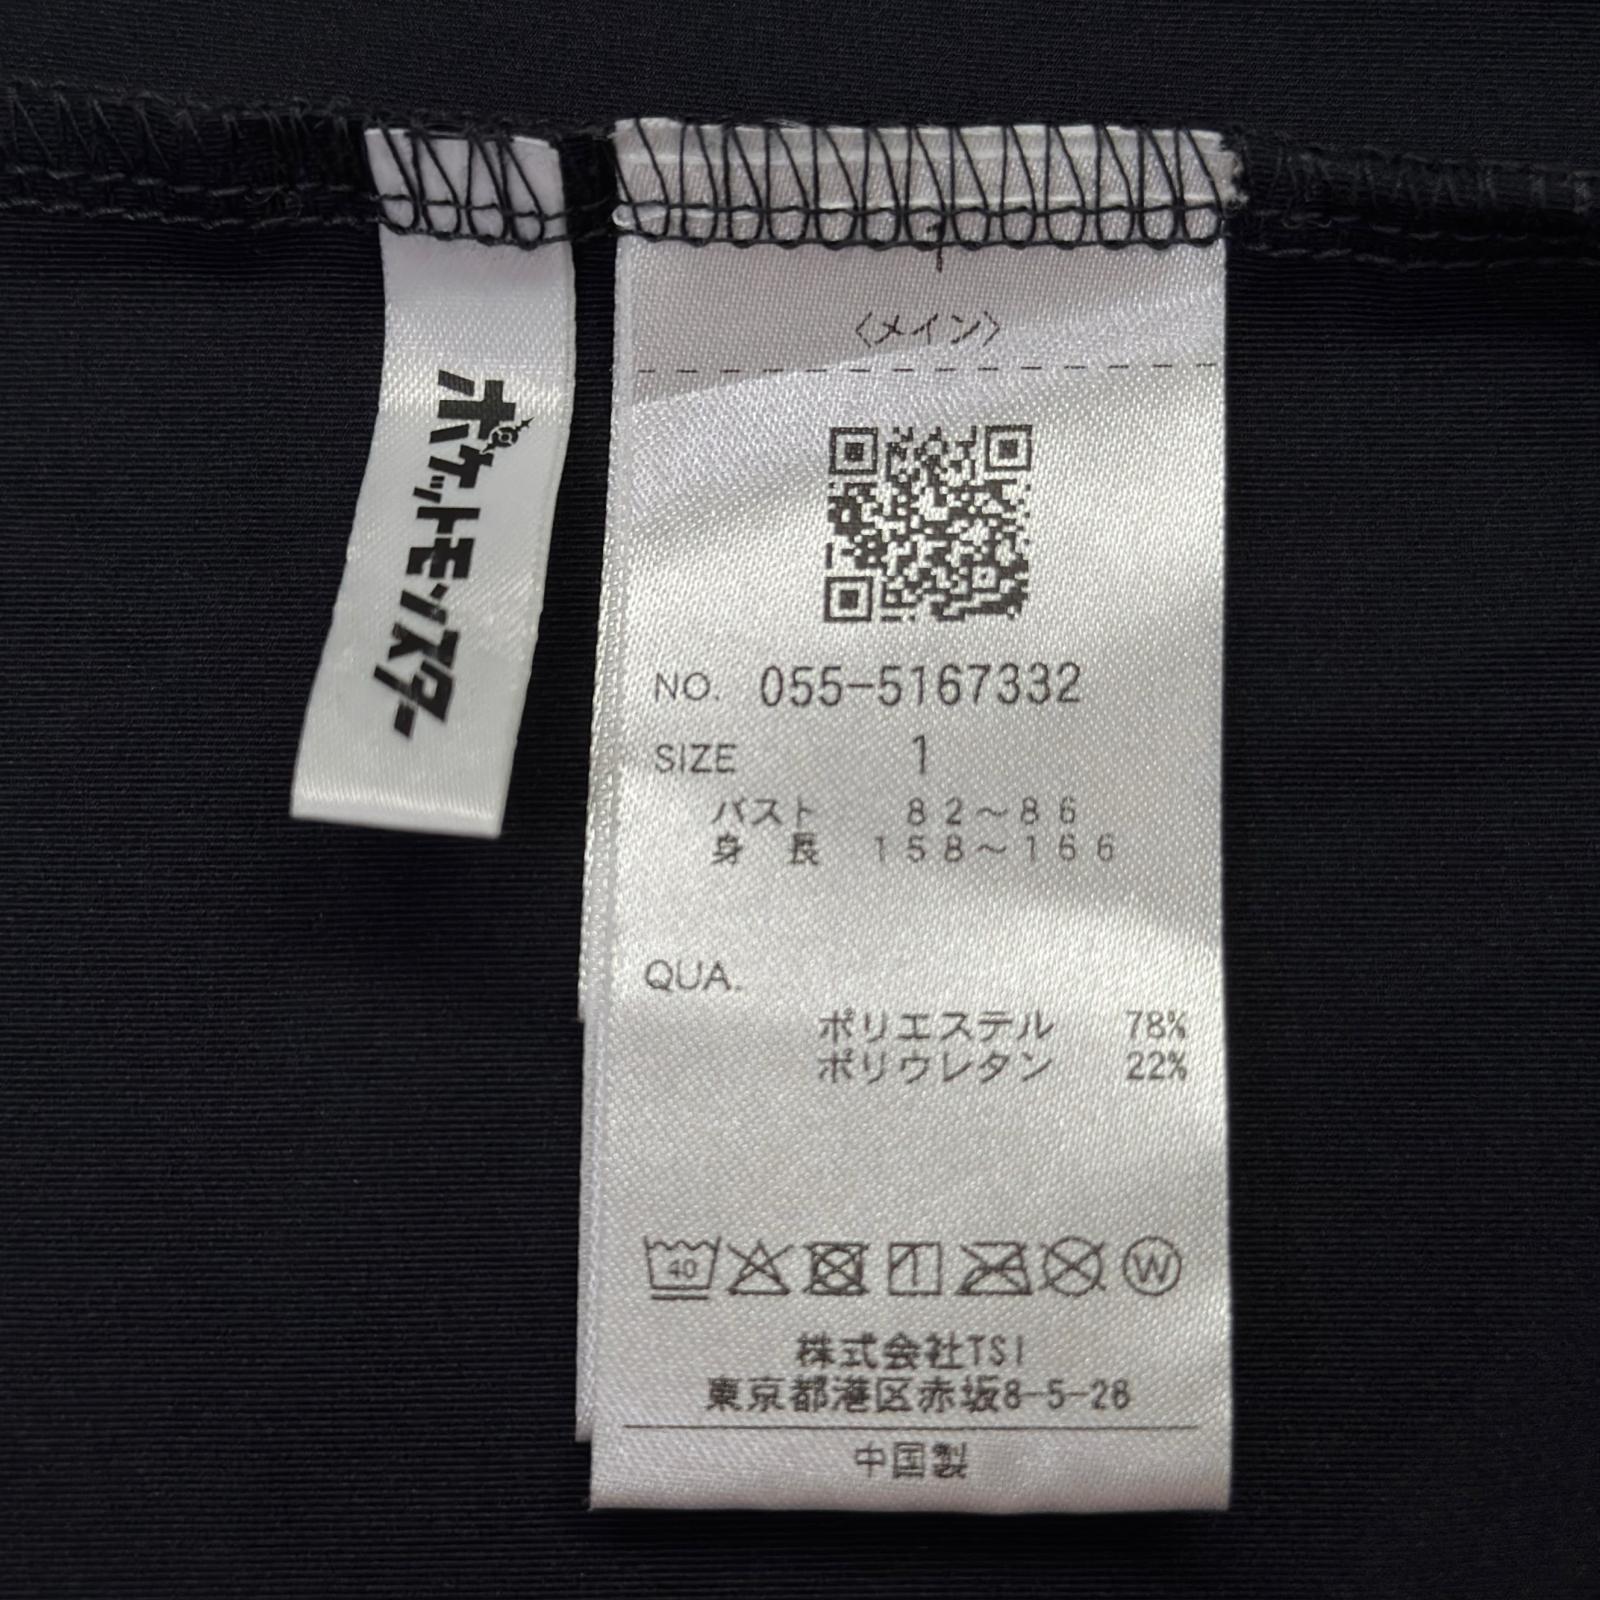 ポケットモンスター
〈メイン〉
NO. 055-5167332
SIZE 1
バスト 82～86
身長 158～166
QUA.
ポリエステル 78%
ポリウレタン 22%
40 W
株式会社TSI
東京都港区赤坂8-5-28
中国製